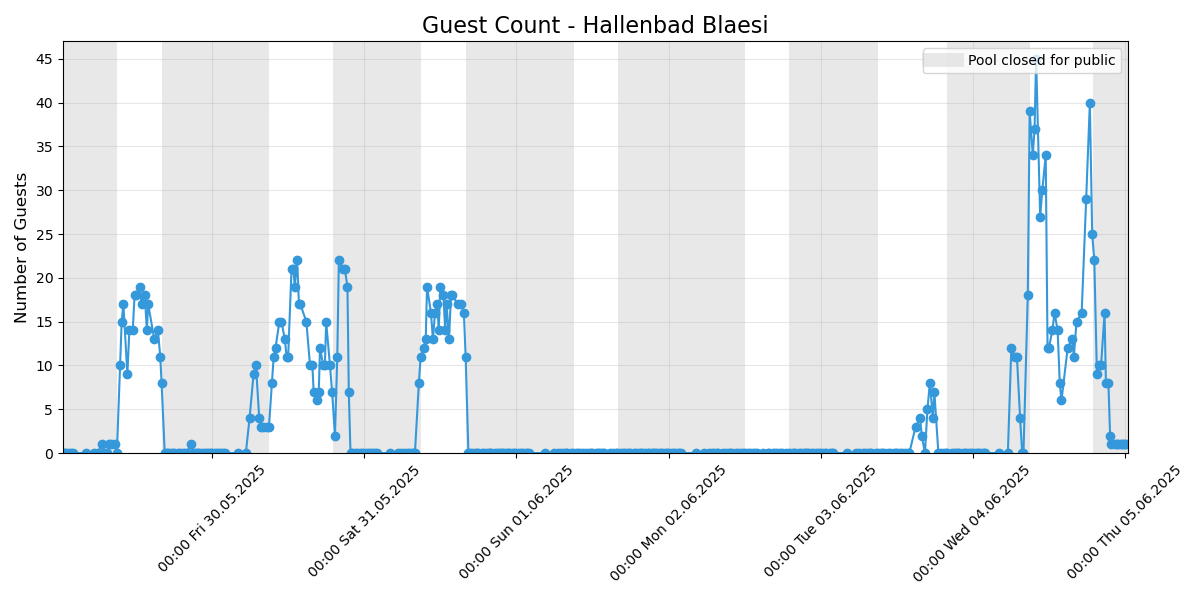 Guest Count - Hallenbad Blaesi
Pool closed for public
Number of Guests
45
40
35
30
25
20
15
10
5
0
00:00 Fri 30.05.2025
00:00 Sat 31.05.2025
00:00 Sun 01.06.2025
00:00 Mon 02.06.2025
00:00 Tue 03.06.2025
00:00 Wed 04.06.2025
00:00 Thu 05.06.2025